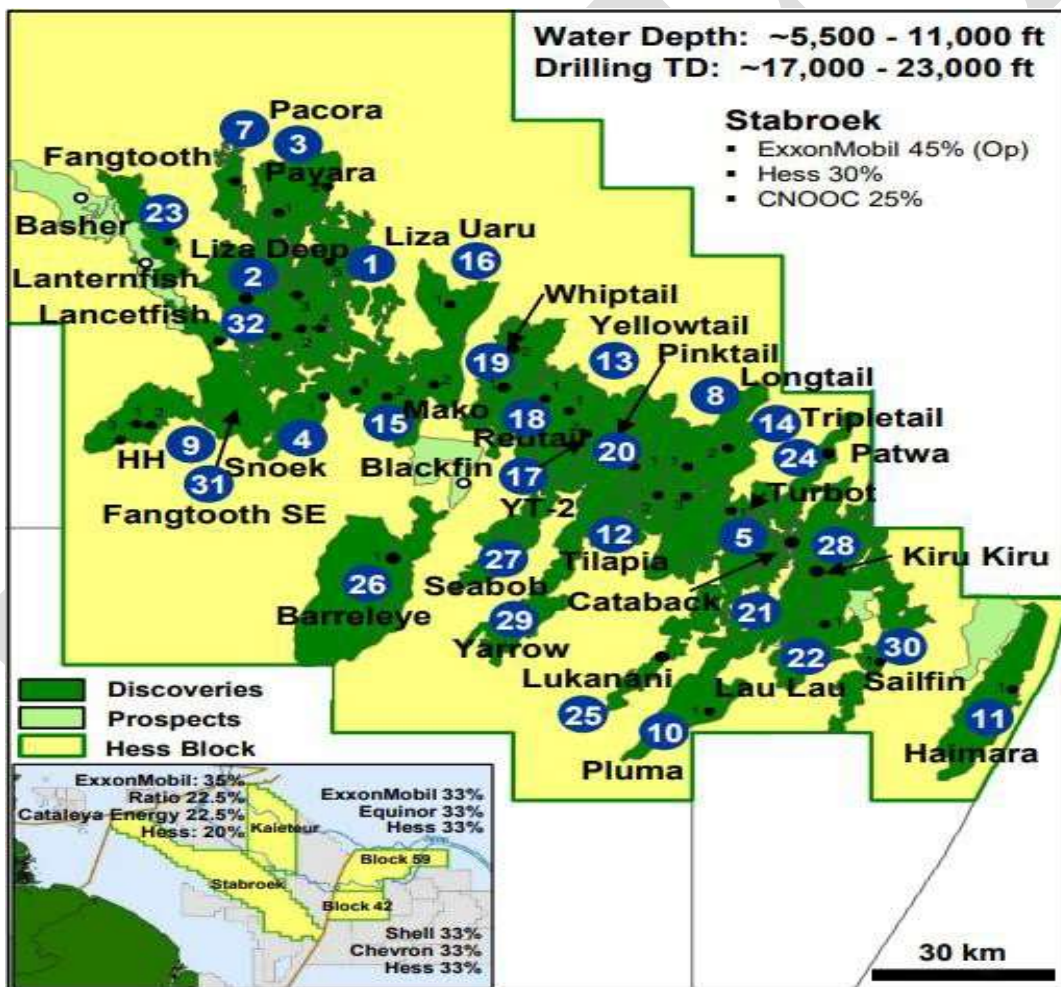 Water Depth: ~5,500 - 11,000 ft
Drilling TD: ~17,000 - 23,000 ft
Stabroek
▪ ExxonMobil 45% (Op)
▪ Hess 30%
▪ CNOOC 25%
Pacora
7
3
Fangtooth
Payara
Basher
23
Liza Deep
Liza
Uaru
1
16
Lanternfish
2
Lancetfish
32
Whiptail
Yellowtail
19
13
Pinktail
8
Longtail
Mako
18
14
Tripletail
15
Reutail
20
24
Patwa
HH
9
4
Snoek
31
Blackfin
17
Turbot
Fangtooth SE
YT-2
5
28
12
Tilapia
Kiru Kiru
26
27
Seabob
Cataback
21
Barreleye
29
Yarrow
22
30
Lukanani
Lau Lau
Sailfin
25
10
11
Pluma
Haimara
Discoveries
Prospects
Hess Block
ExxonMobil: 35%
Ratio 22.5%
Cataleya Energy 22.5%
Hess: 20%
ExxonMobil 33%
Equinor 33%
Hess 33%
Kaieteur
Block 59
Stabroek
Block 42
Shell 33%
Chevron 33%
Hess 33%
30 km